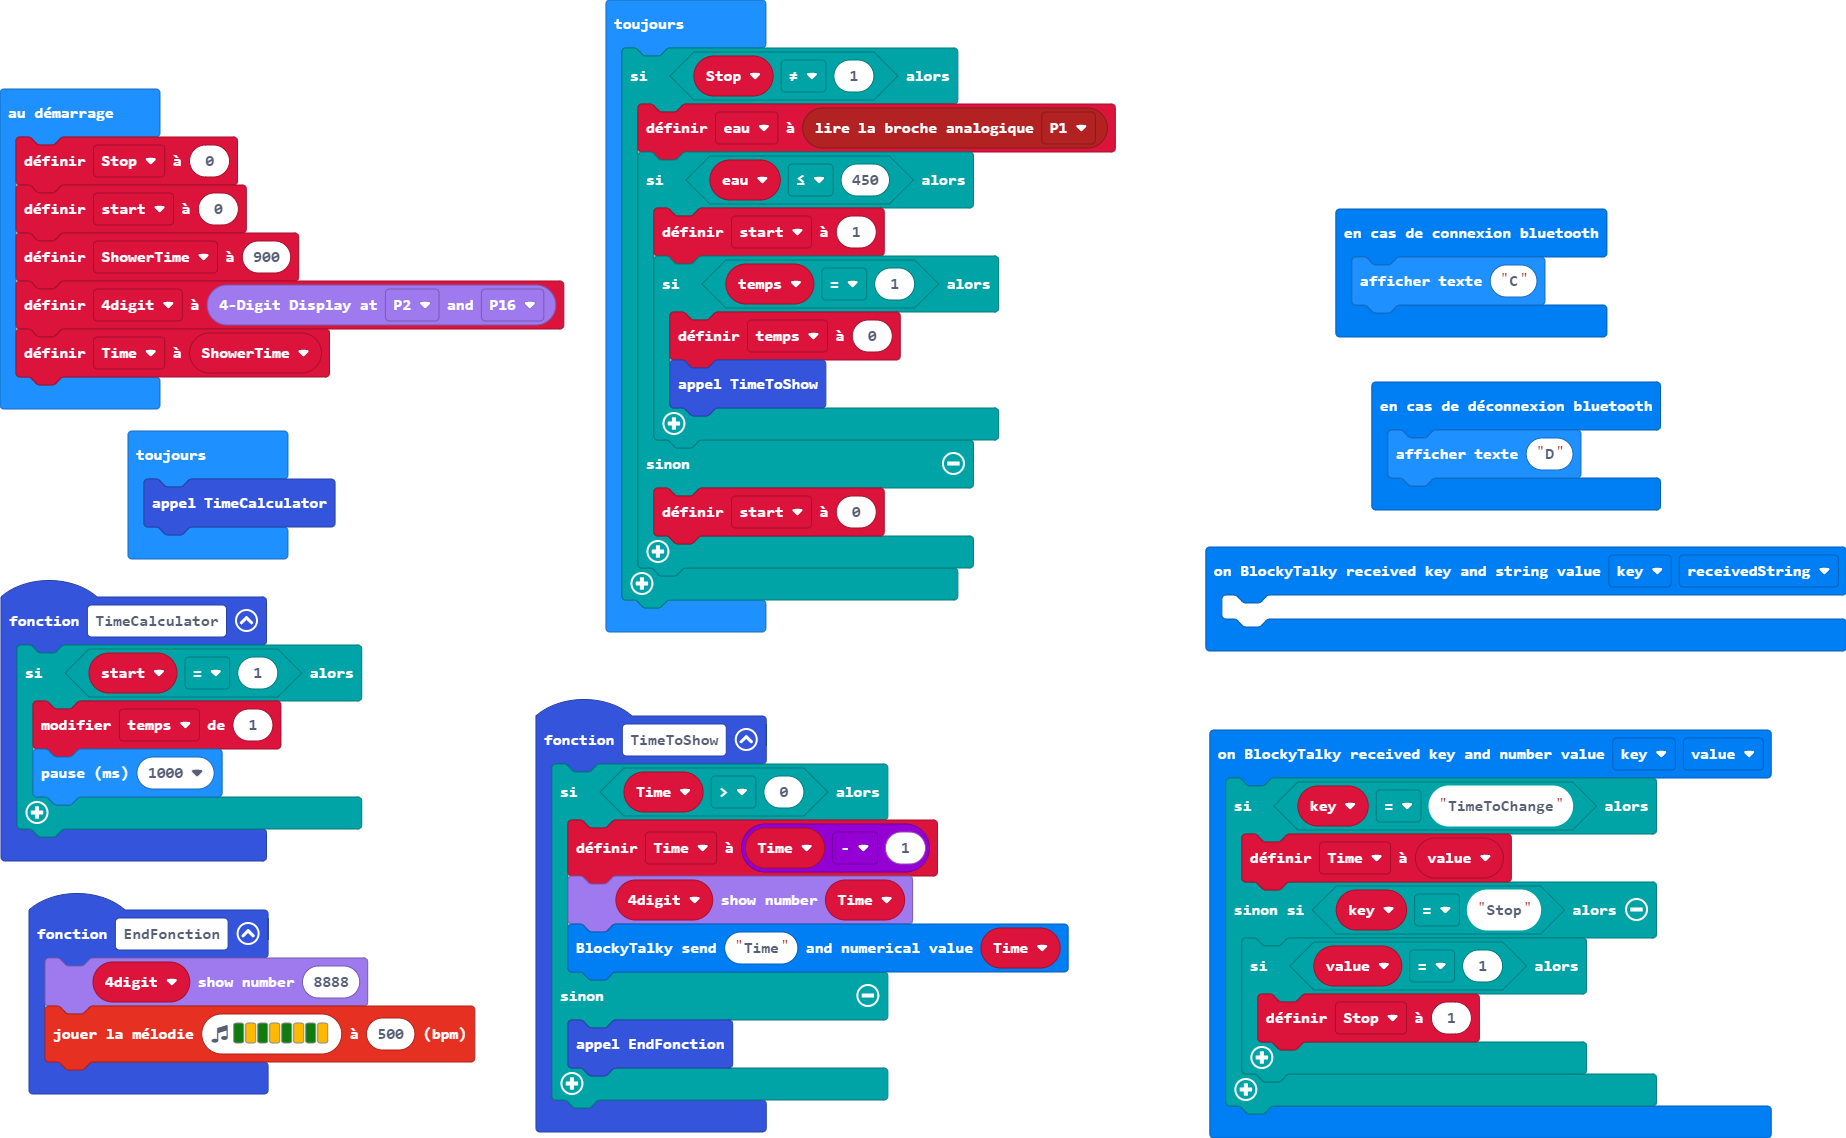 au démarrage
définir Stop à 0
définir start à 0
définir ShowerTime à 900
définir 4digit à 4-Digit Display at P2 and P16
définir Time à ShowerTime
toujours
appel TimeCalculator
fonction TimeCalculator
si start = 1 alors
modifier temps de 1
pause (ms) 1000
fonction EndFonction
4digit show number 8888
jouer la mélodie à 500 (bpm)
toujours
si Stop ≠ 1 alors
définir eau à lire la broche analogique P1
si eau ≤ 450 alors
définir start à 1
si temps = 1 alors
définir temps à 0
appel TimeToShow
sinon
définir start à 0
fonction TimeToShow
si Time > 0 alors
définir Time à Time - 1
4digit show number Time
BlockyTalky send "Time" and numerical value Time
sinon
appel EndFonction
en cas de connexion bluetooth
afficher texte "C"
en cas de déconnexion bluetooth
afficher texte "D"
on BlockyTalky received key and string value key receivedString
on BlockyTalky received key and number value key value
si key = "TimeToChange" alors
définir Time à value
sinon si key = "Stop" alors
si value = 1 alors
définir Stop à 1